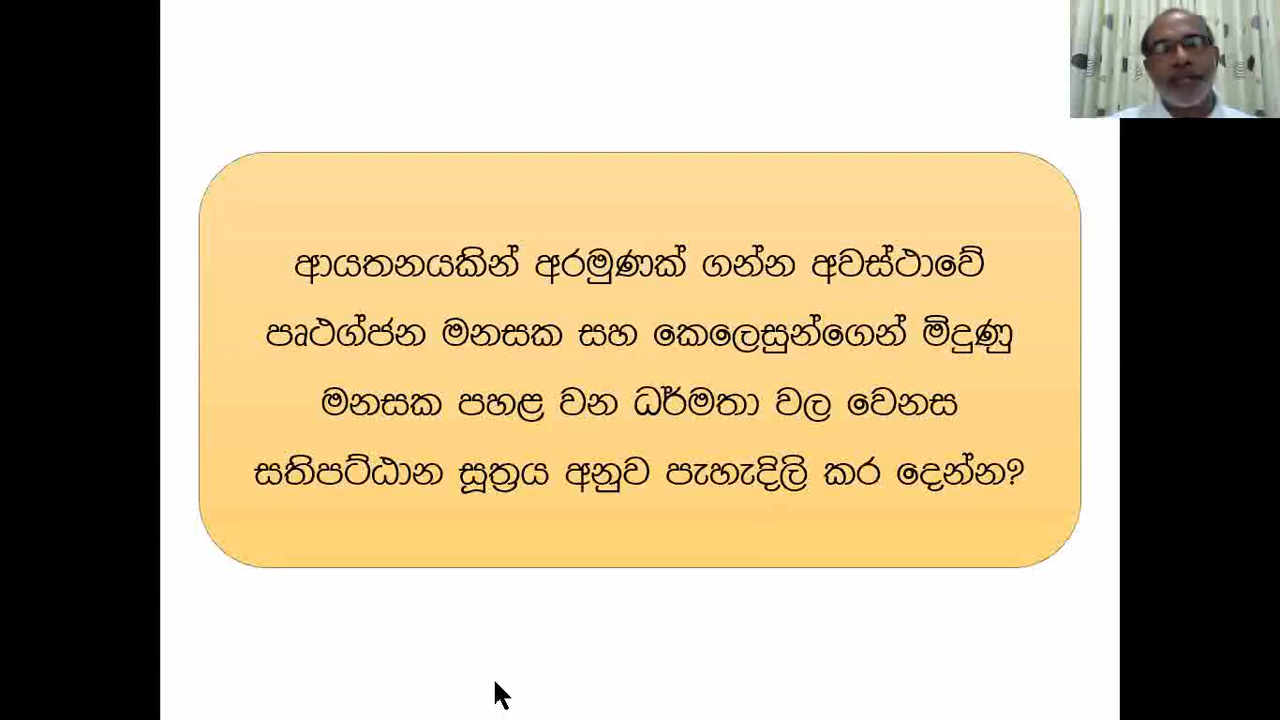 ආයතනයකින් අරමුණක් ගන්න අවස්ථාවේ
පෘථග්ජන මනසක සහ කෙලෙසුන්ගෙන් මිදුණු
මනසක පහළ වන ධර්මතා වල වෙනස
සතිපට්ඨාන සූත්‍රය අනුව පැහැදිලි කර දෙන්න?